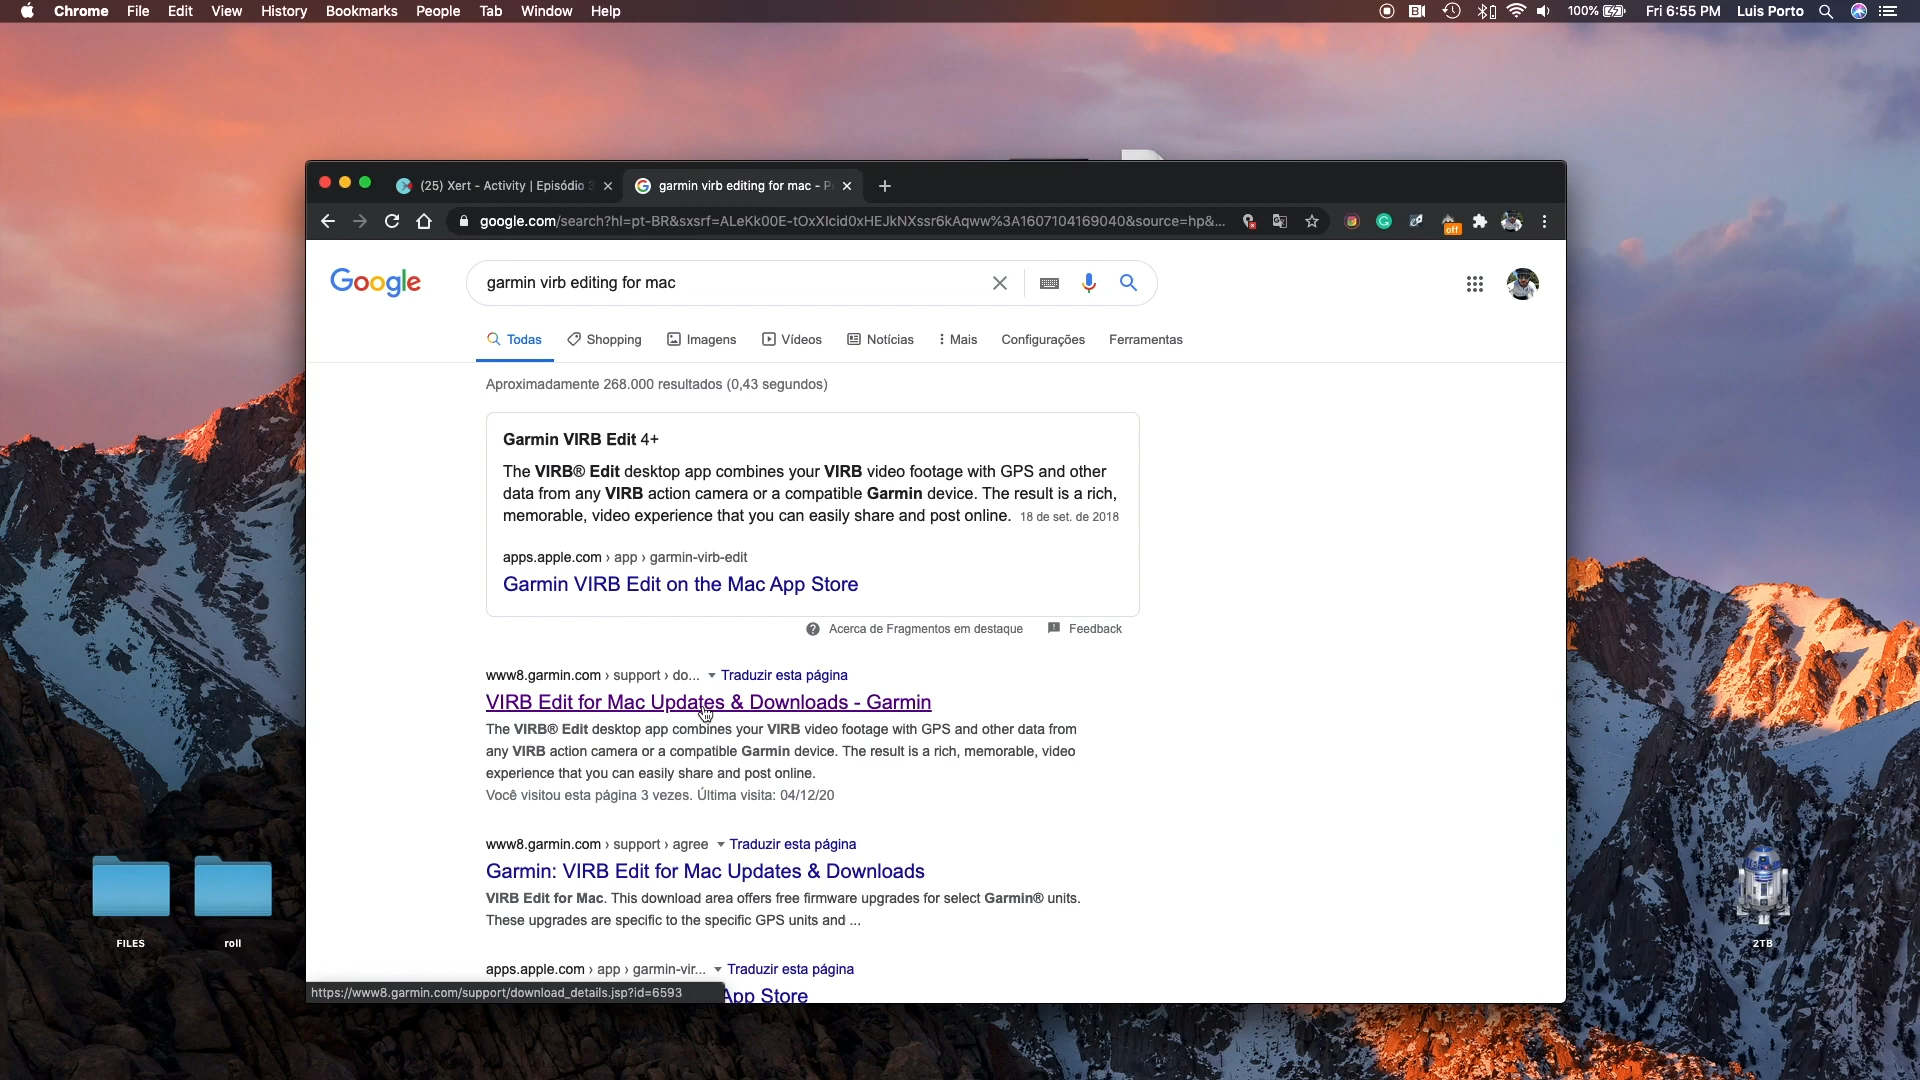 Chrome File Edit View History Bookmarks People Tab Window Help
100% Fri 6:55 PM Luis Porto
(25) Xert - Activity | Episódio 3
garmin virb editing for mac - P
google.com/search?hl=pt-BR&sxsrf=ALeKk00E-tOxXlcid0xHEJkNXssr6kAqww%3A1607104169040&source=hp&...
off
Google
garmin virb editing for mac
Todas Shopping Imagens Vídeos Notícias Mais Configurações Ferramentas
Aproximadamente 268.000 resultados (0,43 segundos)
Garmin VIRB Edit 4+
The VIRB® Edit desktop app combines your VIRB video footage with GPS and other
data from any VIRB action camera or a compatible Garmin device. The result is a rich,
memorable, video experience that you can easily share and post online. 18 de set. de 2018
apps.apple.com › app › garmin-virb-edit
Garmin VIRB Edit on the Mac App Store
Acerca de Fragmentos em destaque Feedback
www8.garmin.com › support › do... Traduzir esta página
VIRB Edit for Mac Updates & Downloads - Garmin
The VIRB® Edit desktop app combines your VIRB video footage with GPS and other data from
any VIRB action camera or a compatible Garmin device. The result is a rich, memorable, video
experience that you can easily share and post online.
Você visitou esta página 3 vezes. Última visita: 04/12/20
www8.garmin.com › support › agree Traduzir esta página
Garmin: VIRB Edit for Mac Updates & Downloads
VIRB Edit for Mac. This download area offers free firmware upgrades for select Garmin® units.
These upgrades are specific to the specific GPS units and ...
apps.apple.com › app › garmin-vir... Traduzir esta página
App Store
https://www8.garmin.com/support/download_details.jsp?id=6593
FILES
roll
2TB